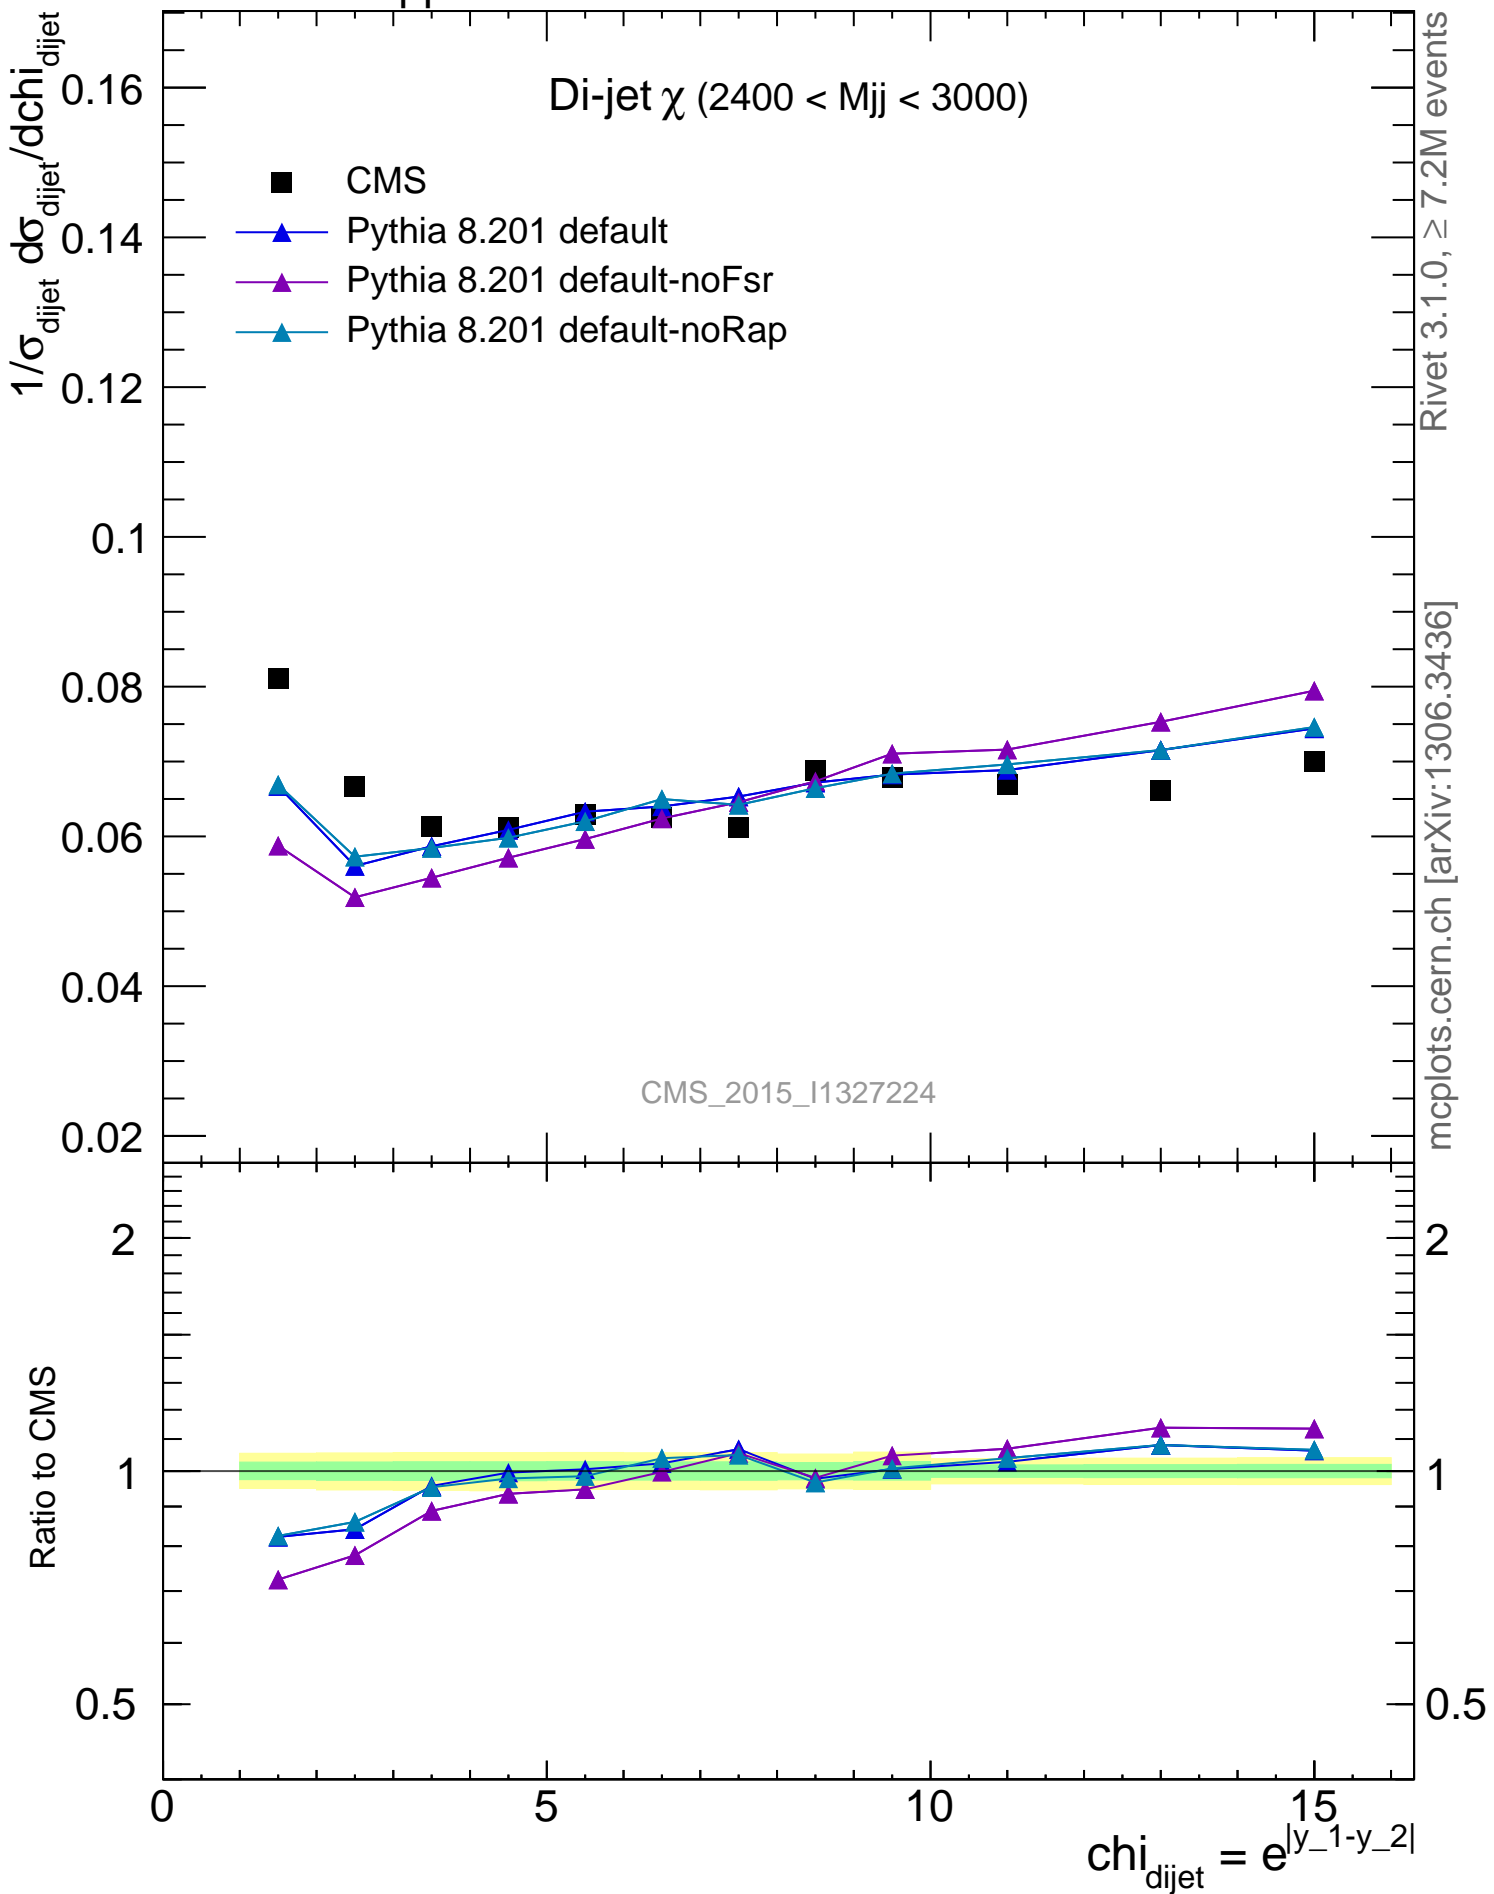 Di-jet χ (2400 < Mjj < 3000)
CMS
Pythia 8.201 default
Pythia 8.201 default-noFsr
Pythia 8.201 default-noRap
1/σdijet dσdijet/dchidijet
0.16
0.14
0.12
0.1
0.08
0.06
0.04
0.02
CMS_2015_I1327224
Rivet 3.1.0, ≥ 7.2M events
mcplots.cern.ch [arXiv:1306.3436]
Ratio to CMS
2
1
0.5
2
1
0.5
0 5 10 15
chidijet = e|y_1-y_2|